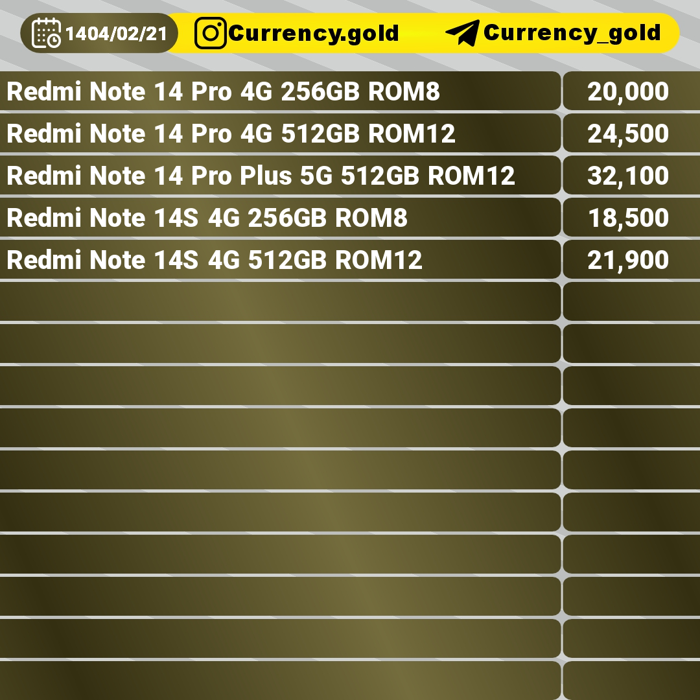 1404/02/21 Currency.gold Currency_gold
Redmi Note 14 Pro 4G 256GB ROM8 20,000
Redmi Note 14 Pro 4G 512GB ROM12 24,500
Redmi Note 14 Pro Plus 5G 512GB ROM12 32,100
Redmi Note 14S 4G 256GB ROM8 18,500
Redmi Note 14S 4G 512GB ROM12 21,900